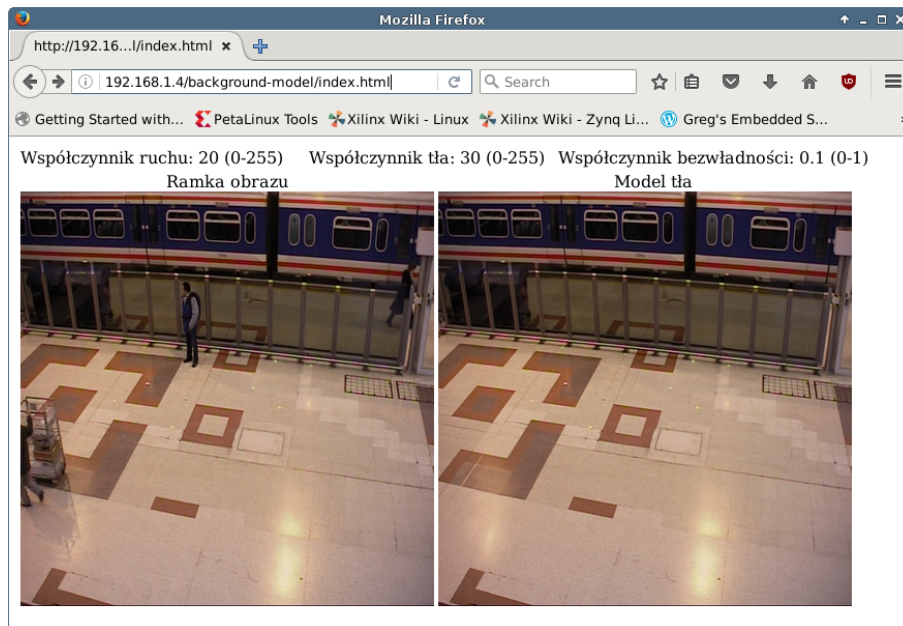 Mozilla Firefox
http://192.16...l/index.html
192.168.1.4/background-model/index.html
Search
Getting Started with... PetaLinux Tools Xilinx Wiki - Linux Xilinx Wiki - Zynq Li... Greg's Embedded S...
Współczynnik ruchu: 20 (0-255) Współczynnik tła: 30 (0-255) Współczynnik bezwładności: 0.1 (0-1)
Ramka obrazu Model tła